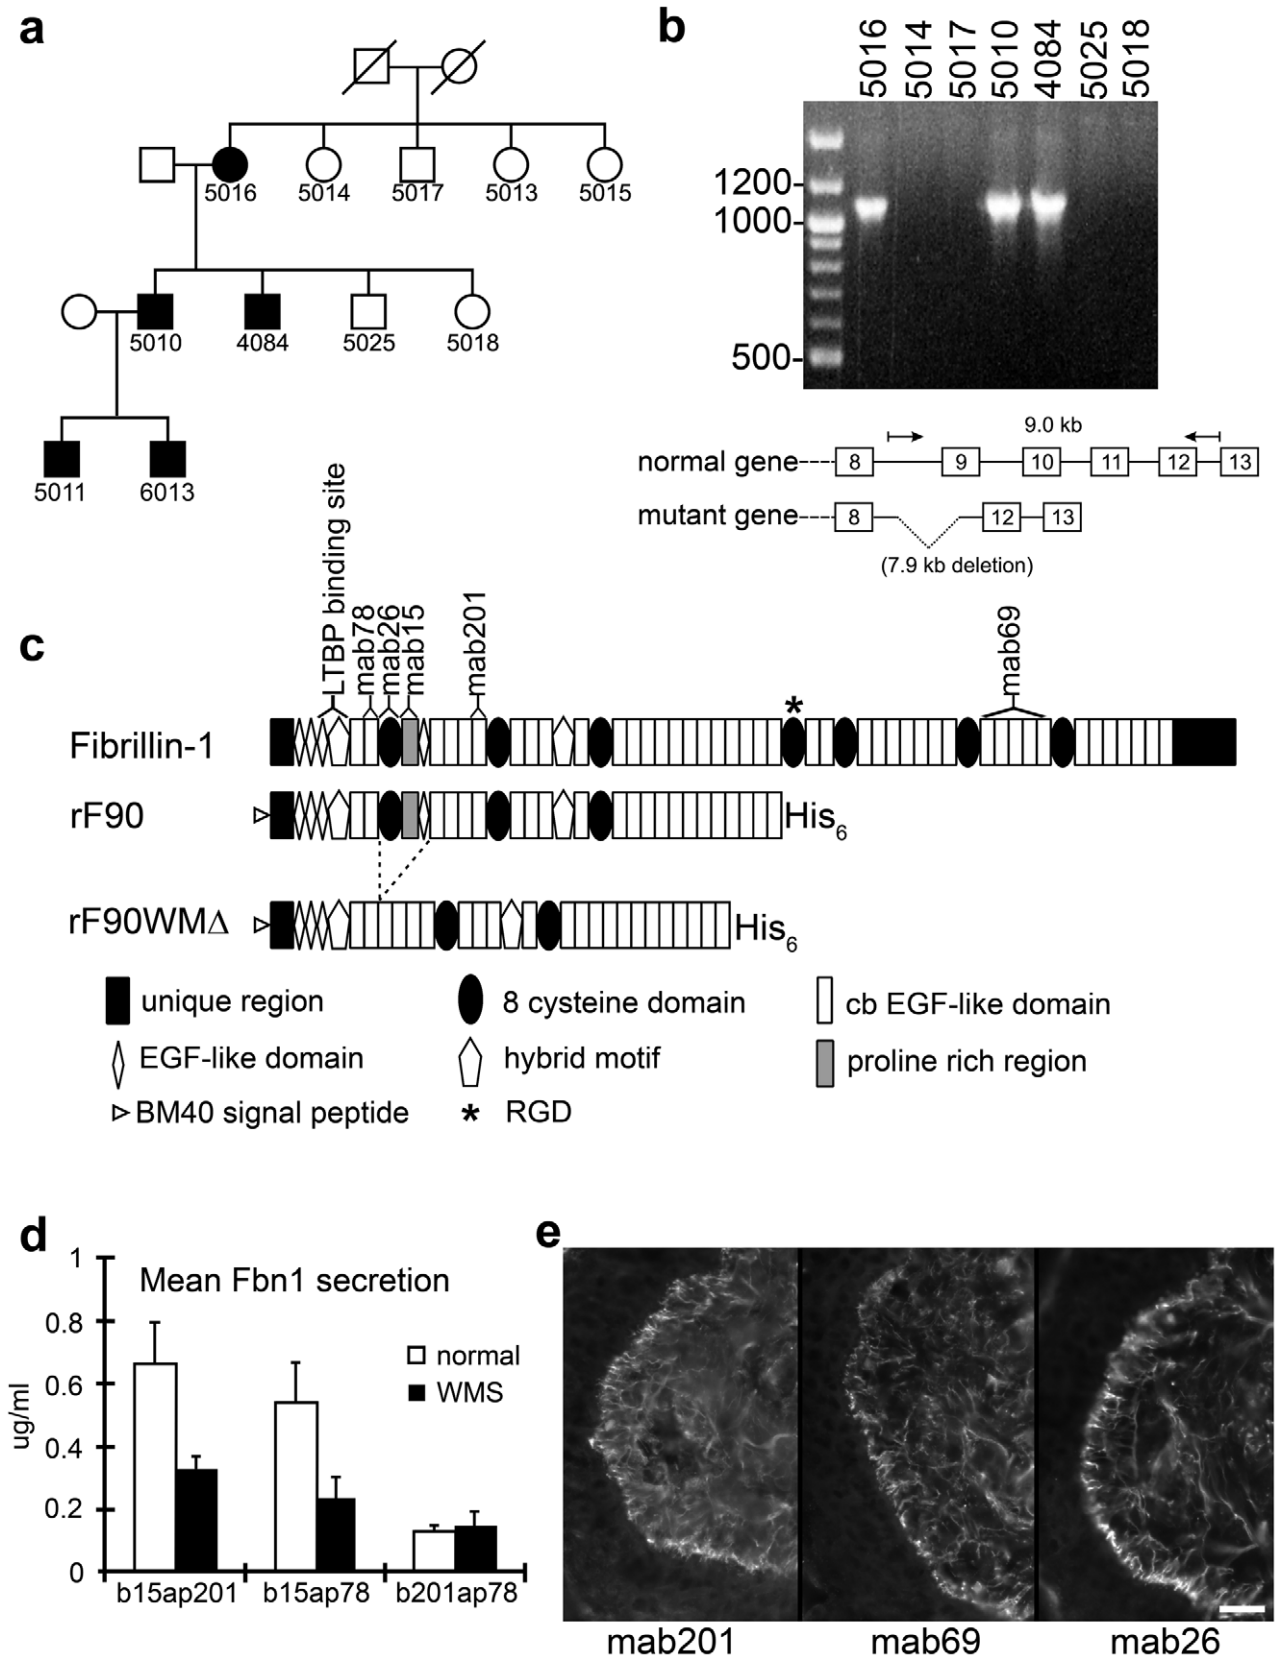 a
5016 5014 5017 5013 5015
5010 4084 5025 5018
5011 6013
b
5016 5014 5017 5010 4084 5025 5018
1200-
1000-
500-
9.0 kb
normal gene 8 9 10 11 12 13
mutant gene 8 12 13
(7.9 kb deletion)
c
LTBP binding site mab78 mab26 mab15 mab201 mab69
*
Fibrillin-1
rF90 His6
rF90WMΔ His6
unique region 8 cysteine domain cb EGF-like domain
EGF-like domain hybrid motif proline rich region
BM40 signal peptide * RGD
d
Mean Fbn1 secretion
ug/ml
1
0.8
0.6
0.4
0.2
0
normal
WMS
b15ap201 b15ap78 b201ap78
e
mab201 mab69 mab26